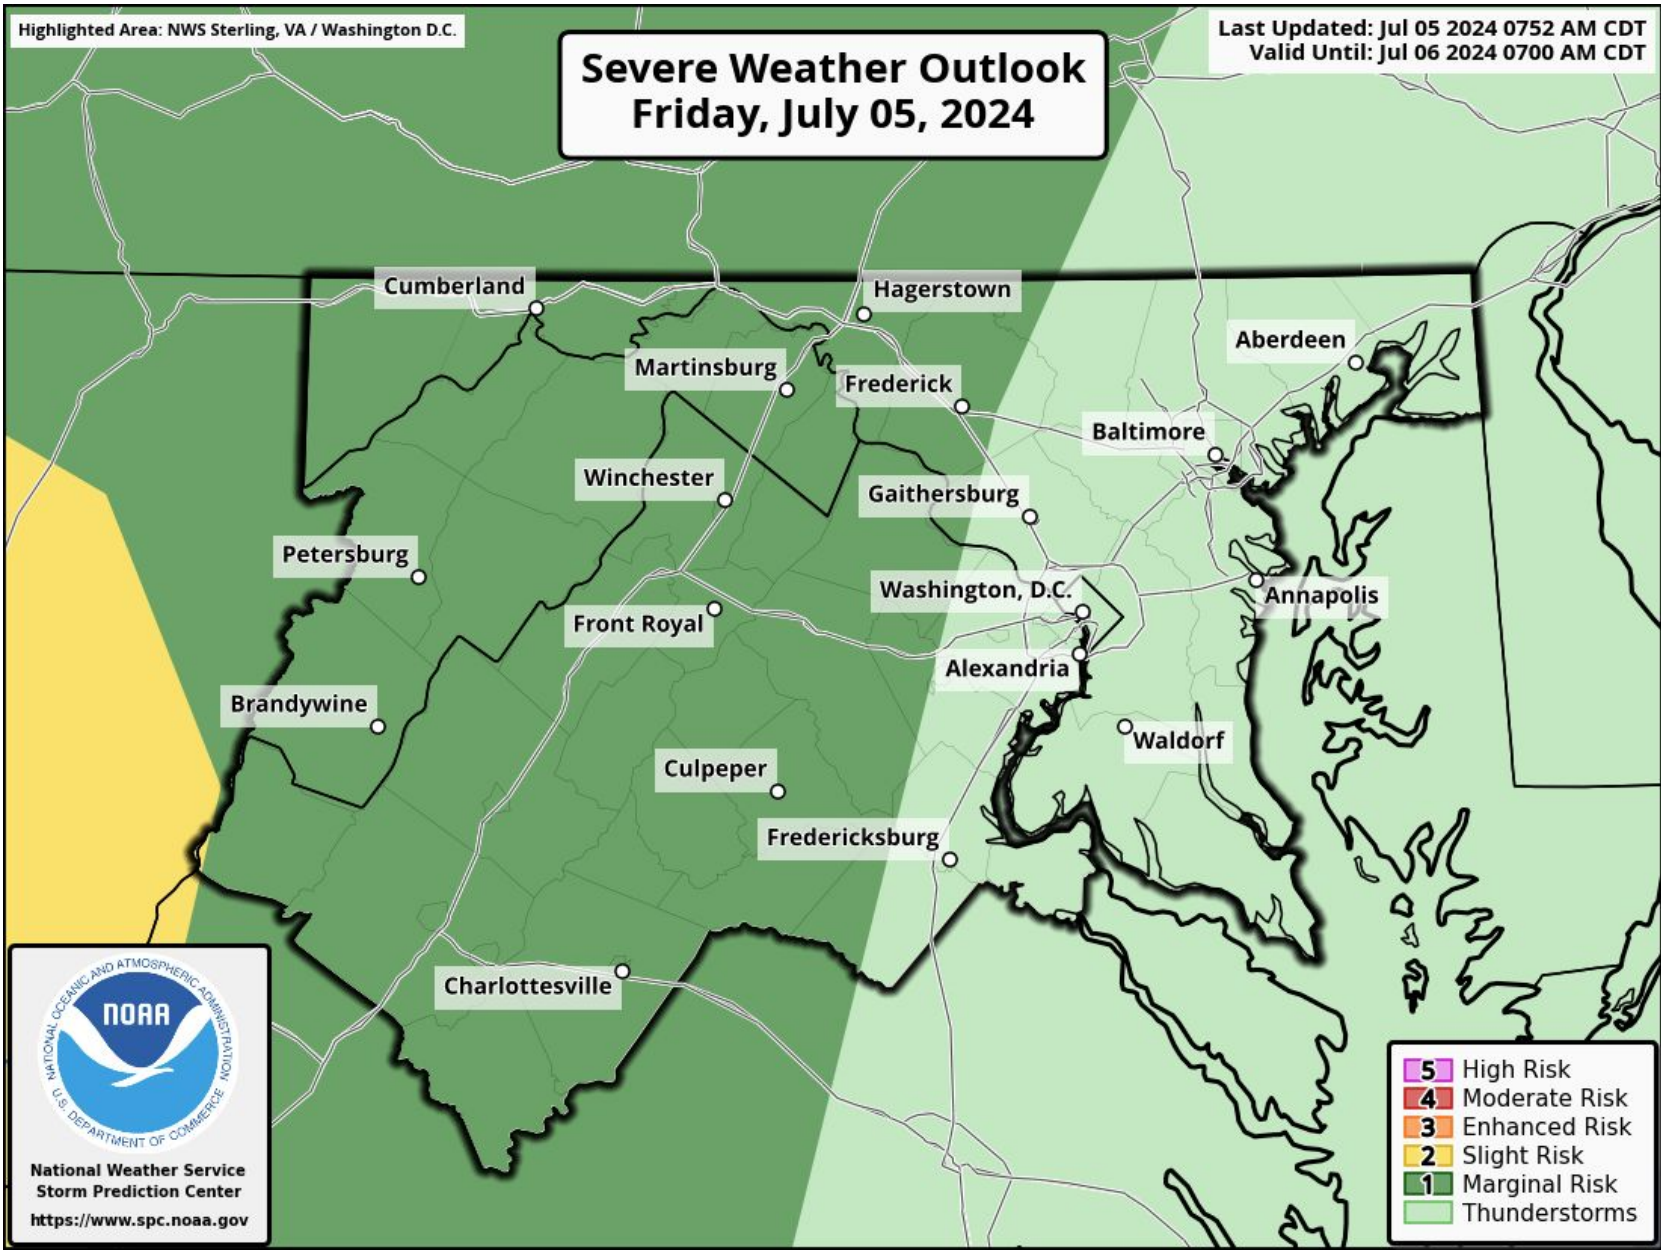 Highlighted Area: NWS Sterling, VA / Washington D.C.
Severe Weather Outlook
Friday, July 05, 2024
Last Updated: Jul 05 2024 0752 AM CDT
Valid Until: Jul 06 2024 0700 AM CDT
Cumberland
Hagerstown
Aberdeen
Martinsburg
Frederick
Baltimore
Winchester
Gaithersburg
Petersburg
Washington, D.C.
Annapolis
Front Royal
Alexandria
Brandywine
Waldorf
Culpeper
Fredericksburg
Charlottesville
NATIONAL OCEANIC AND ATMOSPHERIC ADMINISTRATION
NOAA
U.S. DEPARTMENT OF COMMERCE
National Weather Service
Storm Prediction Center
https://www.spc.noaa.gov
5 High Risk
4 Moderate Risk
3 Enhanced Risk
2 Slight Risk
1 Marginal Risk
Thunderstorms